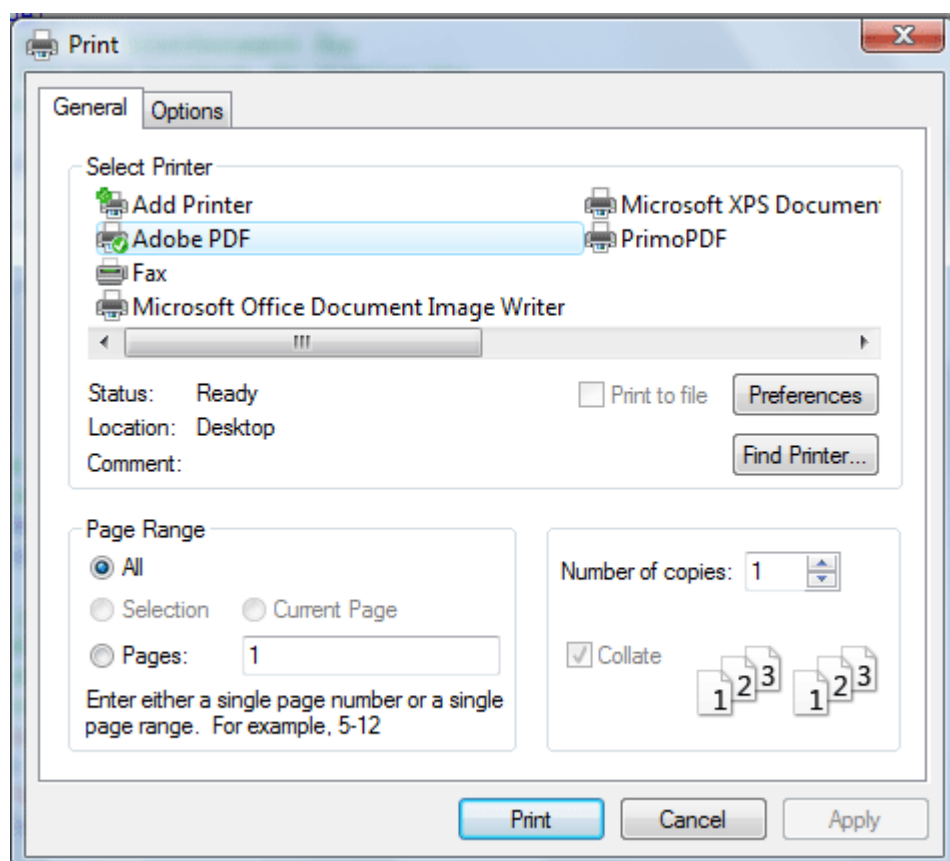 Print
General Options
Select Printer
Add Printer
Microsoft XPS Documen
Adobe PDF
PrimoPDF
Fax
Microsoft Office Document Image Writer
Status: Ready
Print to file
Preferences
Location: Desktop
Comment:
Find Printer...
Page Range
All
Selection
Current Page
Pages: 1
Enter either a single page number or a single
page range. For example, 5-12
Number of copies: 1
Collate
1 2 3 1 2 3
Print
Cancel
Apply